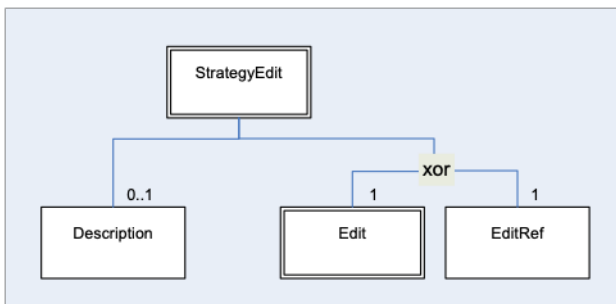 StrategyEdit
xor
0..1
1
1
Description
Edit
EditRef